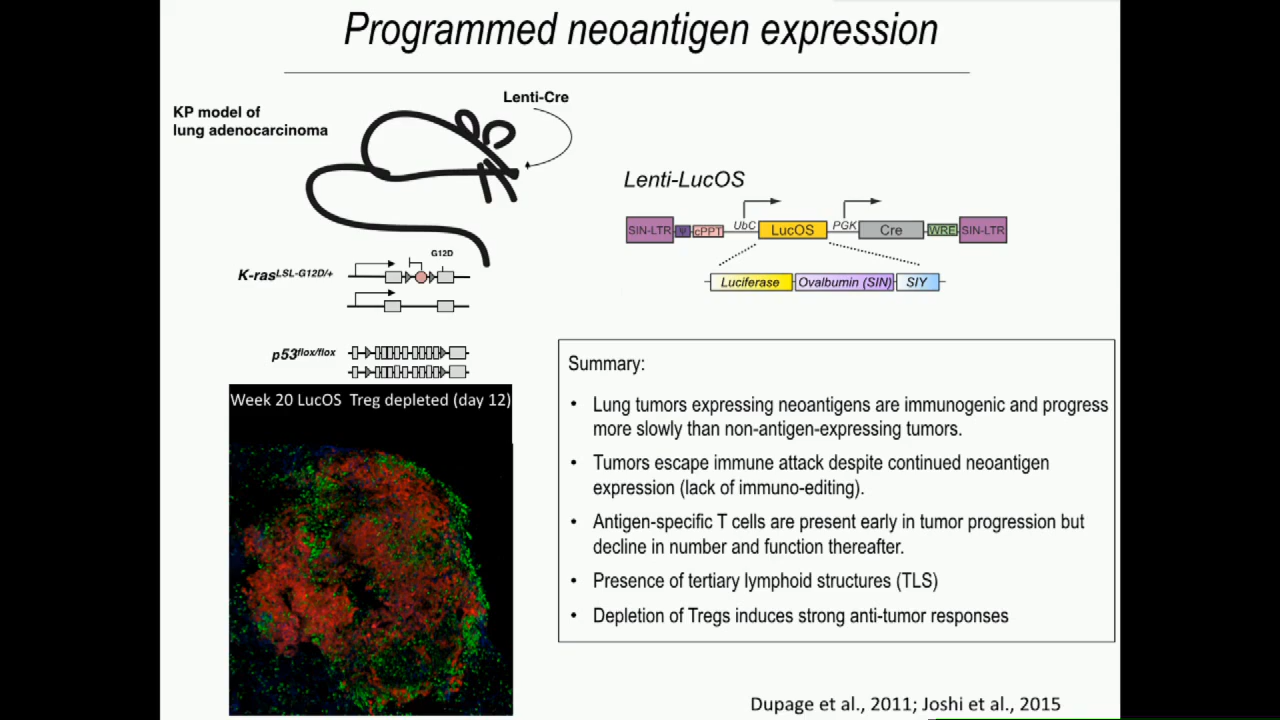 Programmed neoantigen expression
KP model of
lung adenocarcinoma
Lenti-Cre
G12D
K-ras^LSL-G12D/+
p53^flox/flox
Week 20 LucOS Treg depleted (day 12)
Lenti-LucOS
SIN-LTR Ψ cPPT UbC LucOS PGK Cre WRE SIN-LTR
Luciferase Ovalbumin (SIN) SIY
Summary:
• Lung tumors expressing neoantigens are immunogenic and progress
more slowly than non-antigen-expressing tumors.
• Tumors escape immune attack despite continued neoantigen
expression (lack of immuno-editing).
• Antigen-specific T cells are present early in tumor progression but
decline in number and function thereafter.
• Presence of tertiary lymphoid structures (TLS)
• Depletion of Tregs induces strong anti-tumor responses
Dupage et al., 2011; Joshi et al., 2015